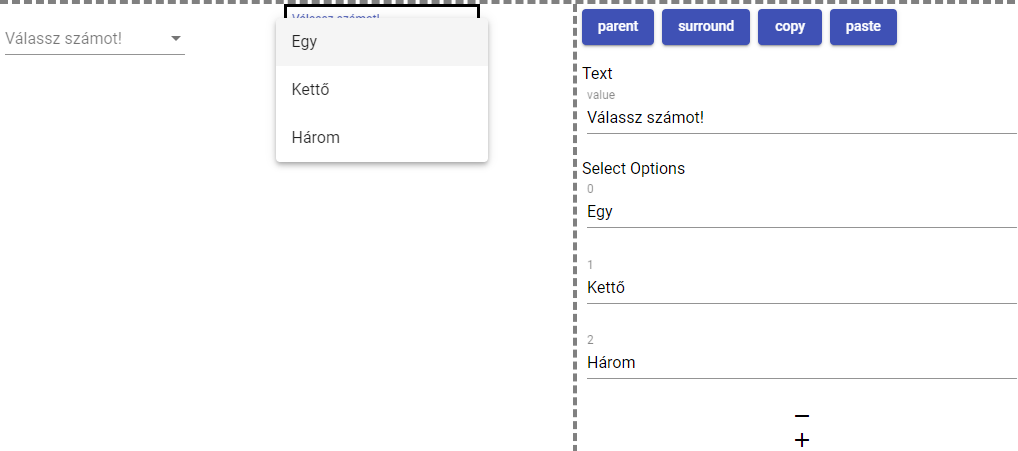 Válassz számot!
Válassz számot!
Egy
Kettő
Három
parent surround copy paste
Text
value
Válassz számot!
Select Options
0
Egy
1
Kettő
2
Három